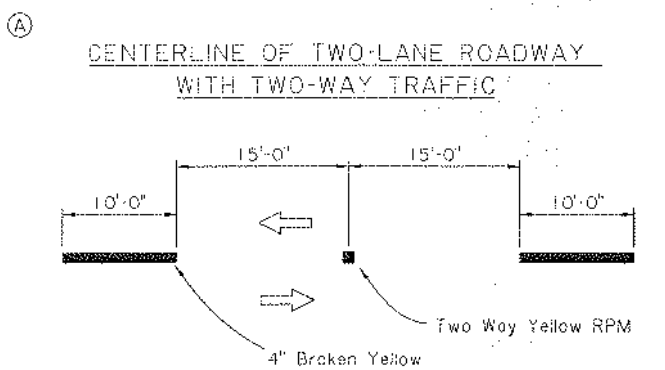 A
CENTERLINE OF TWO-LANE ROADWAY
WITH TWO-WAY TRAFFIC
15'-0" 15'-0"
10'-0" 10'-0"
Two Way Yellow RPM
4" Broken Yellow